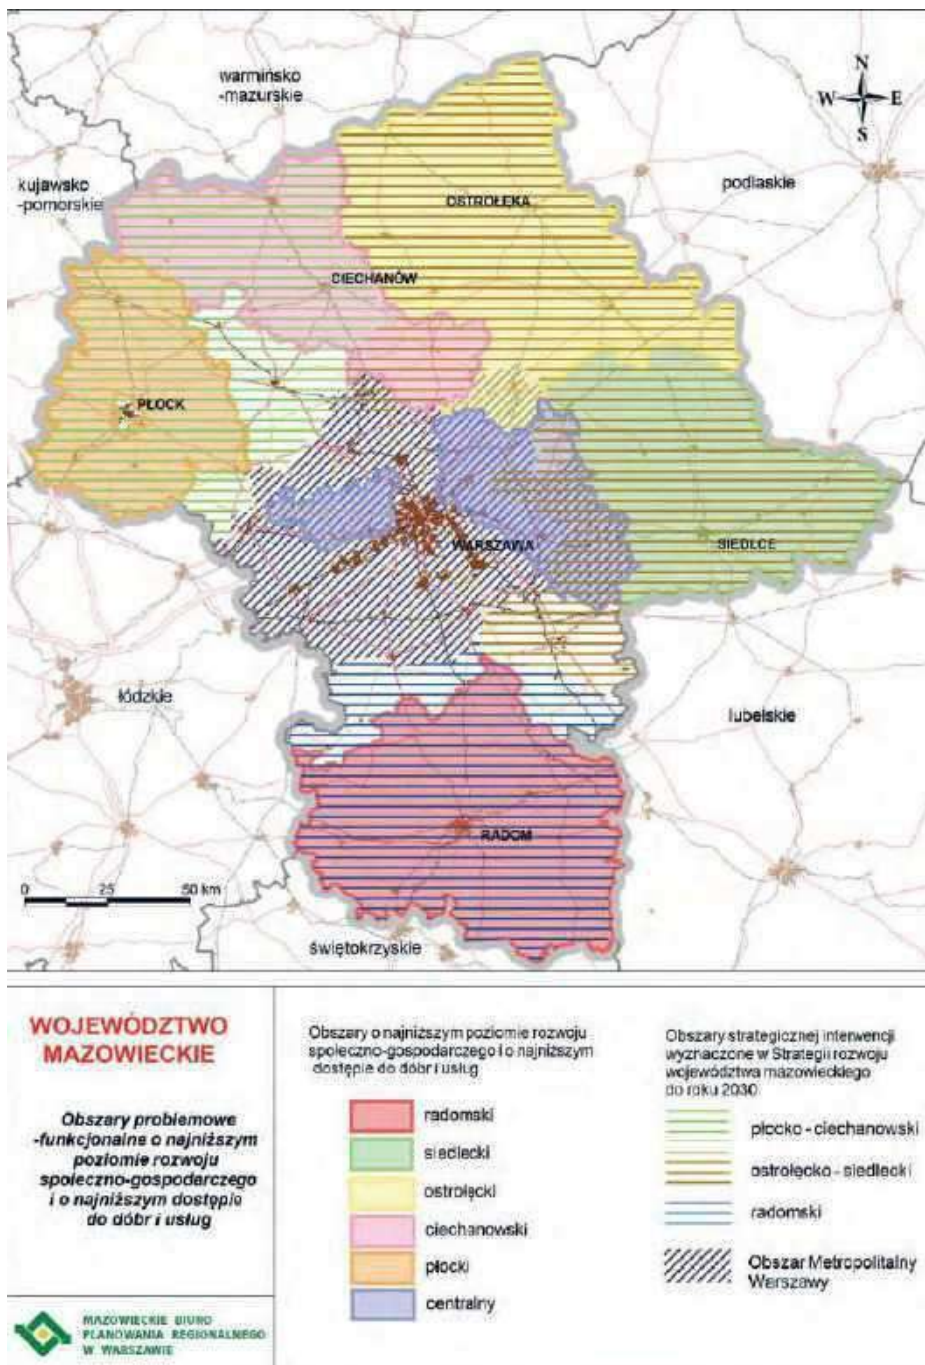 warmińsko
-mazurskie
N
W E
S
kujawsko
-pomorskie
podlaskie
OSTROŁĘKA
CIECHANÓW
PŁOCK
WARSZAWA
SIEDLCE
łódzkie
lubelskie
RADOM
0 25 50 km
świętokrzyskie
WOJEWÓDZTWO
MAZOWIECKIE
Obszary problemowe
-funkcjonalne o najniższym
poziomie rozwoju
społeczno-gospodarczego
i o najniższym dostępie
do dóbr i usług
MAZOWIECKIE BIURO
PLANOWANIA REGIONALNEGO
W WARSZAWIE
Obszary o najniższym poziomie rozwoju
społeczno-gospodarczego i o najniższym
dostępie do dóbr i usług
radomski
siedlecki
ostrołęcki
ciechanowski
płocki
centralny
Obszary strategicznej interwencji
wyznaczone w Strategii rozwoju
województwa mazowieckiego
do roku 2030
płocko - ciechanowski
ostrołęcko - siedlecki
radomski
Obszar Metropolitalny
Warszawy